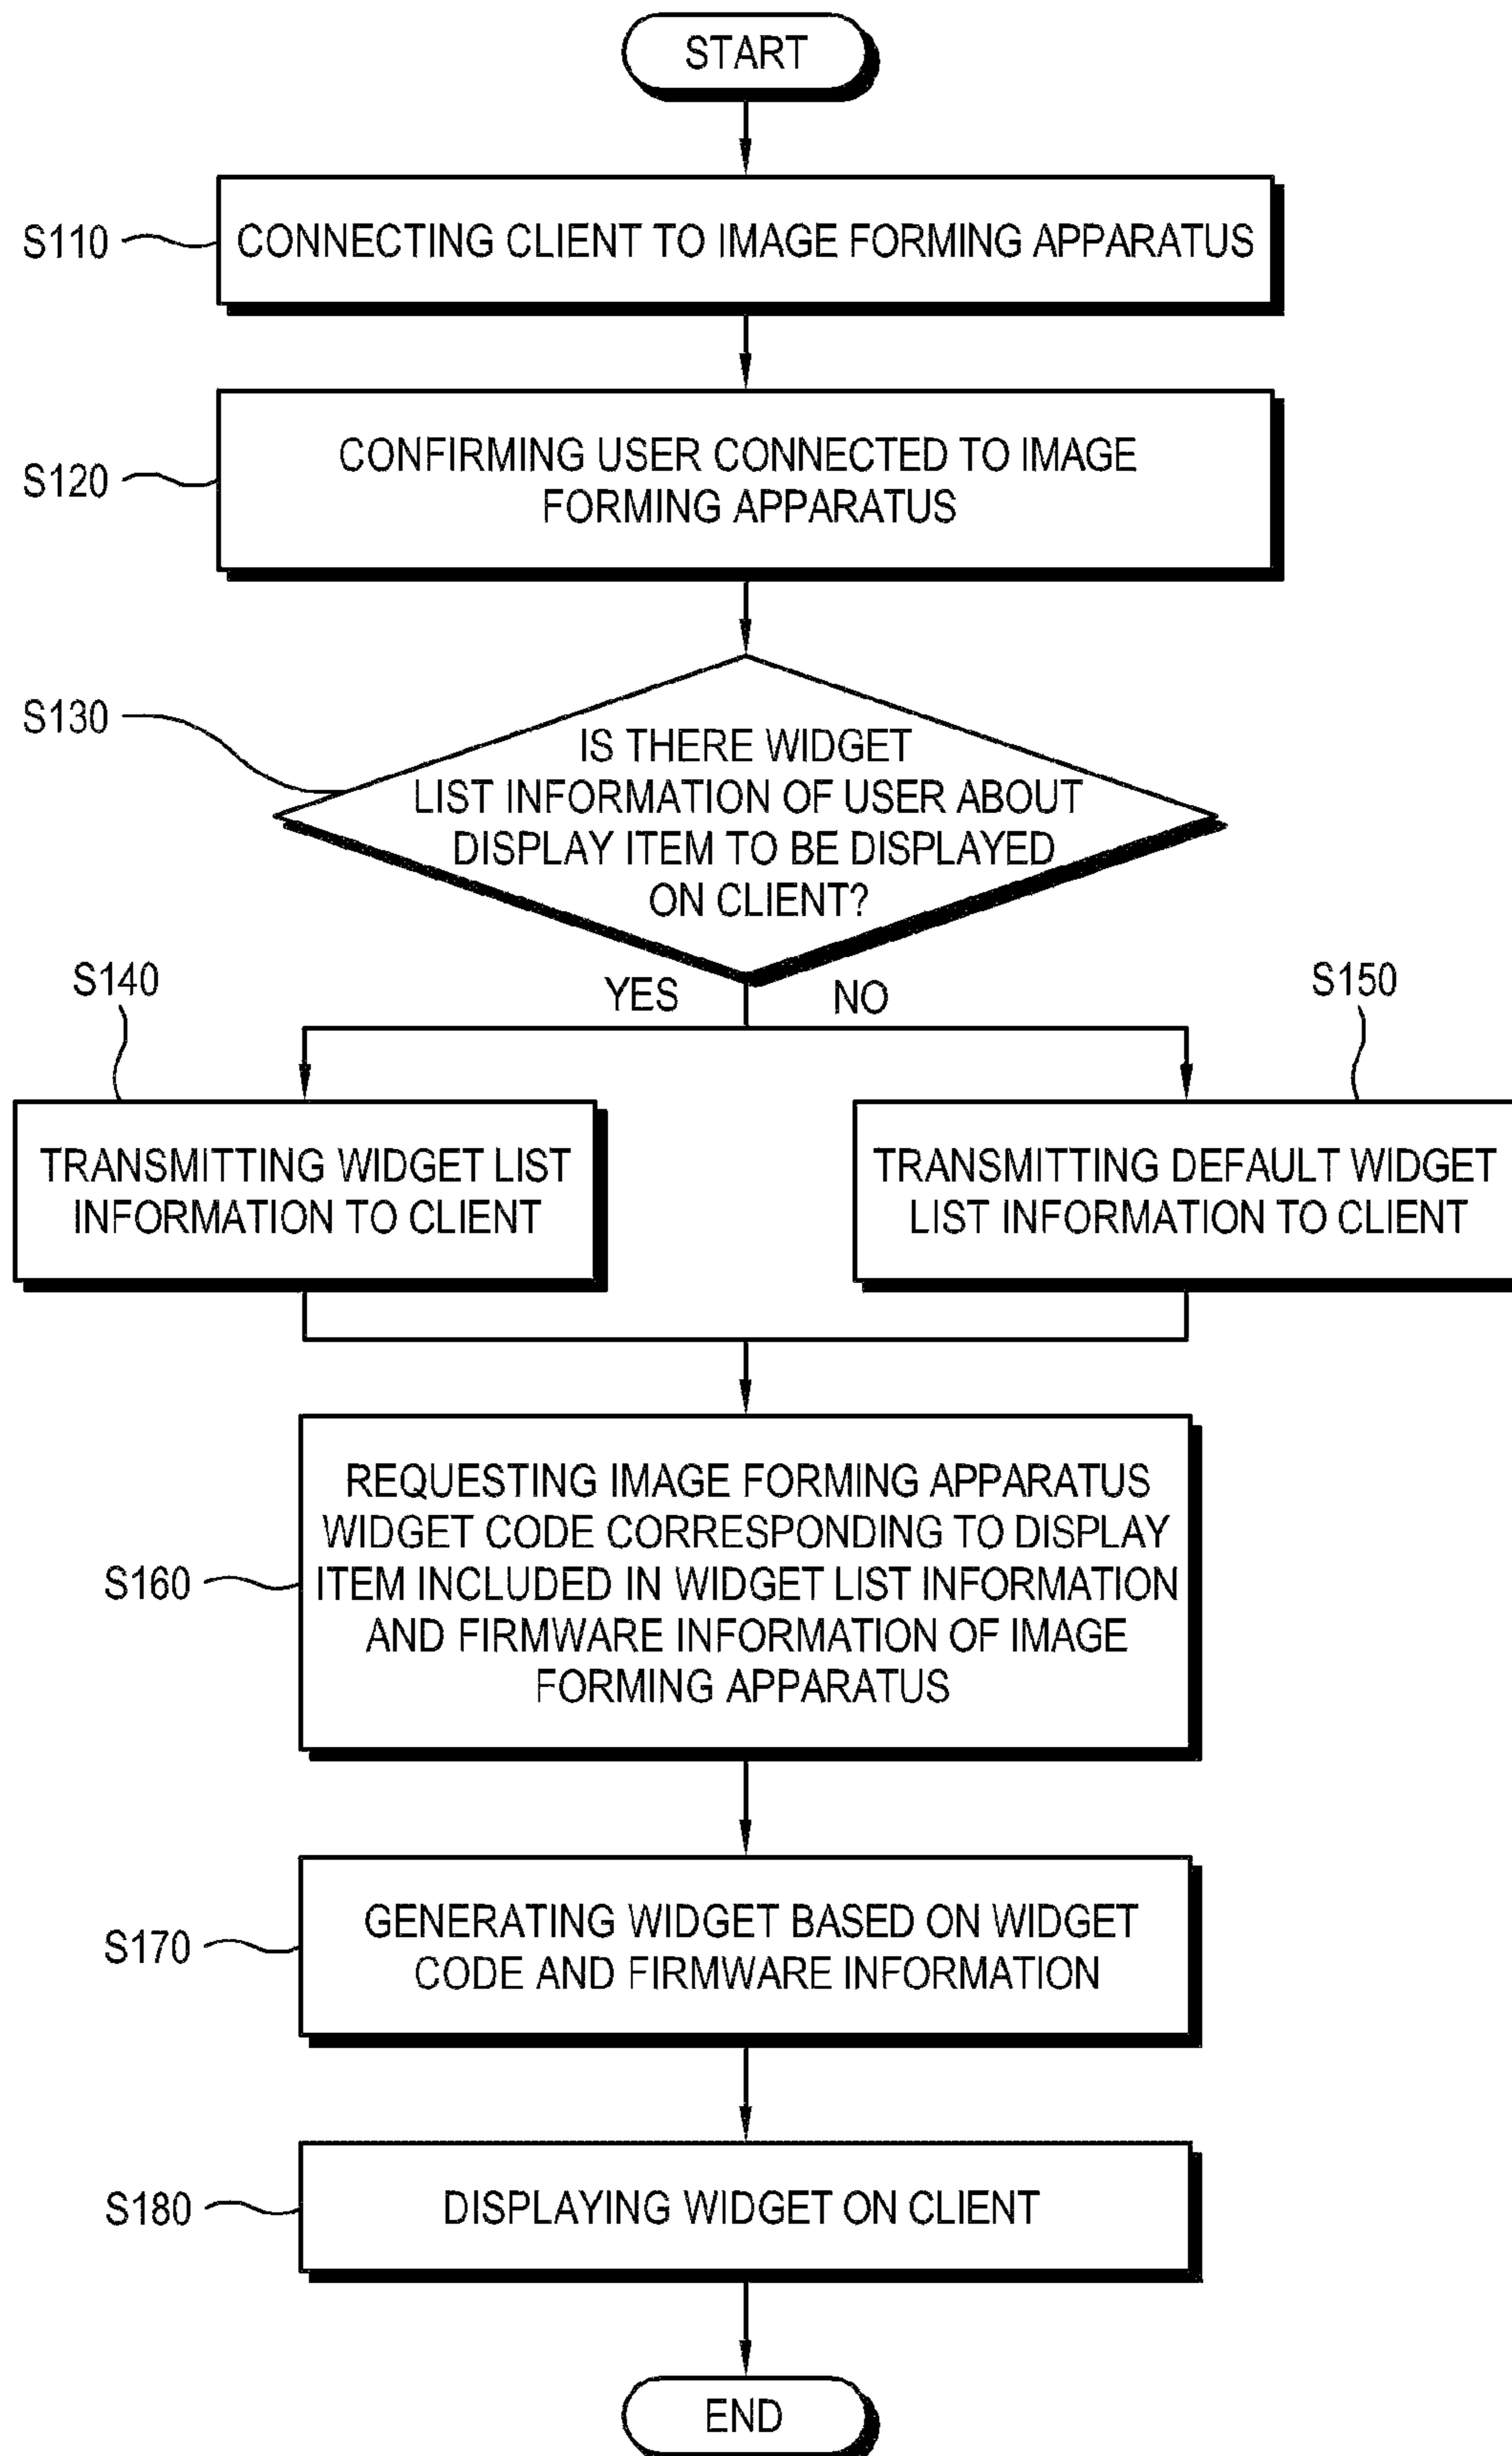 START
S110
CONNECTING CLIENT TO IMAGE FORMING APPARATUS
S120
CONFIRMING USER CONNECTED TO IMAGE
FORMING APPARATUS
S130
IS THERE WIDGET
LIST INFORMATION OF USER ABOUT
DISPLAY ITEM TO BE DISPLAYED
ON CLIENT?
YES
NO
S140
TRANSMITTING WIDGET LIST
INFORMATION TO CLIENT
S150
TRANSMITTING DEFAULT WIDGET
LIST INFORMATION TO CLIENT
S160
REQUESTING IMAGE FORMING APPARATUS
WIDGET CODE CORRESPONDING TO DISPLAY
ITEM INCLUDED IN WIDGET LIST INFORMATION
AND FIRMWARE INFORMATION OF IMAGE
FORMING APPARATUS
S170
GENERATING WIDGET BASED ON WIDGET
CODE AND FIRMWARE INFORMATION
S180
DISPLAYING WIDGET ON CLIENT
END